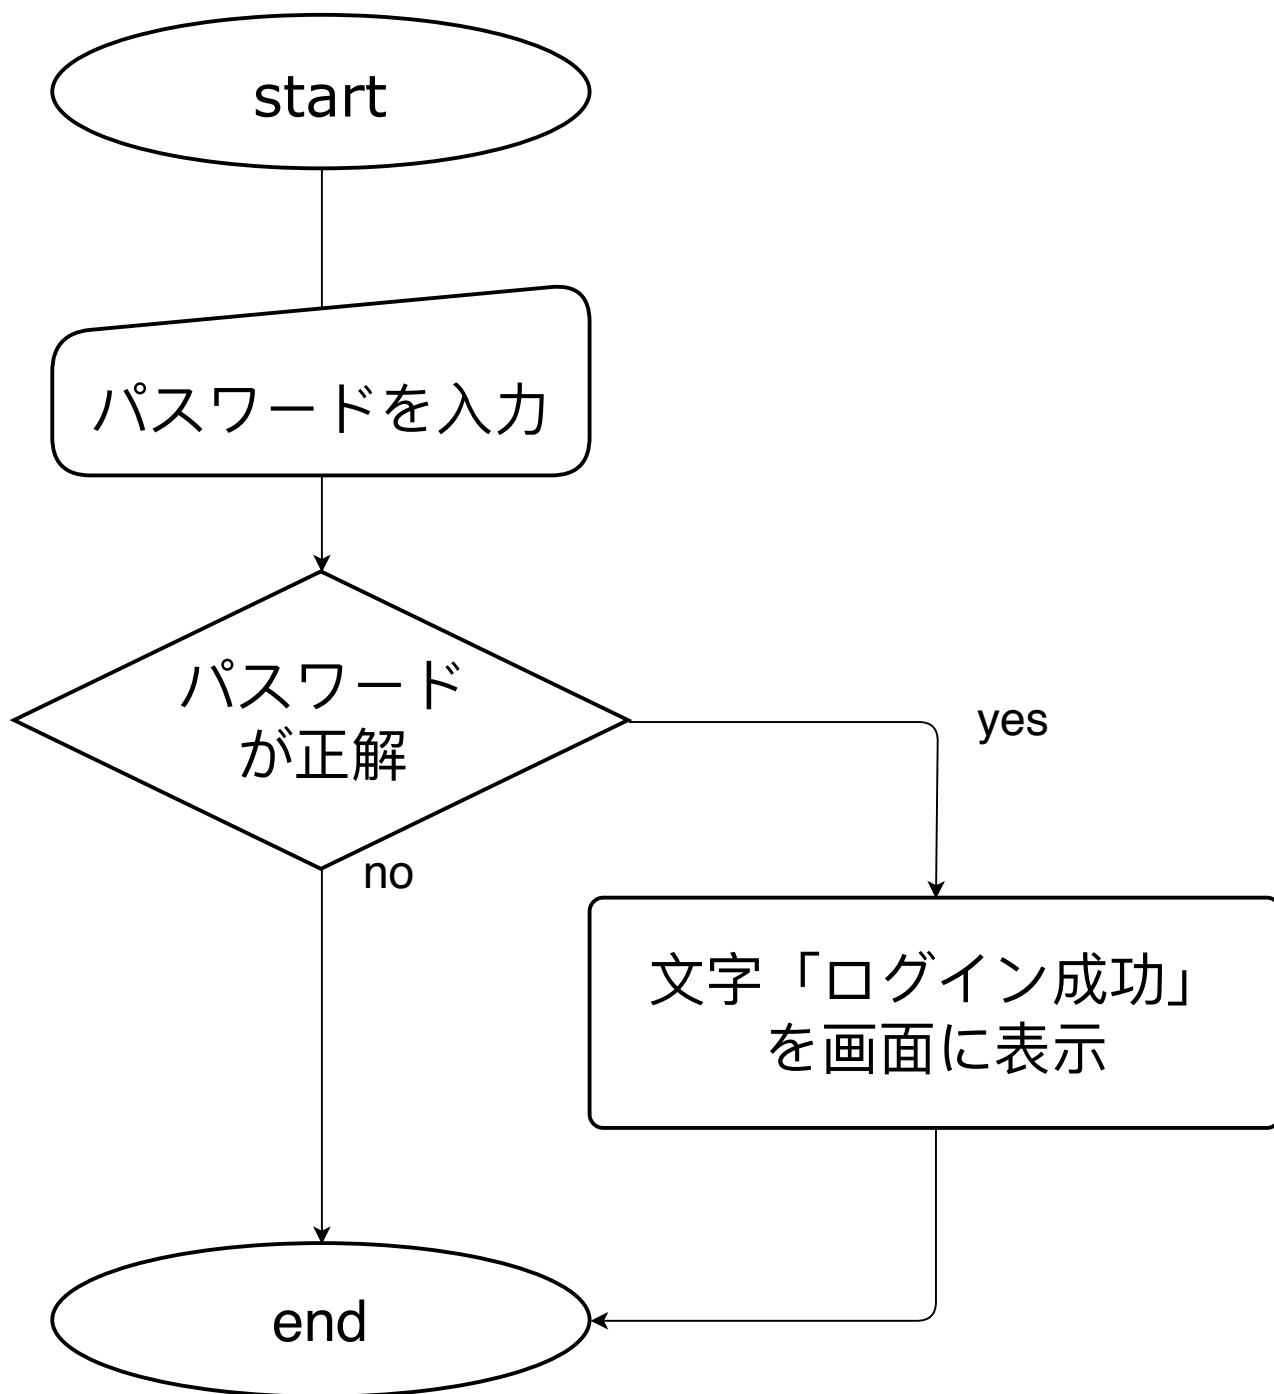 start
パスワードを入力
パスワード
が正解
yes
no
文字「ログイン成功」
を画面に表示
end